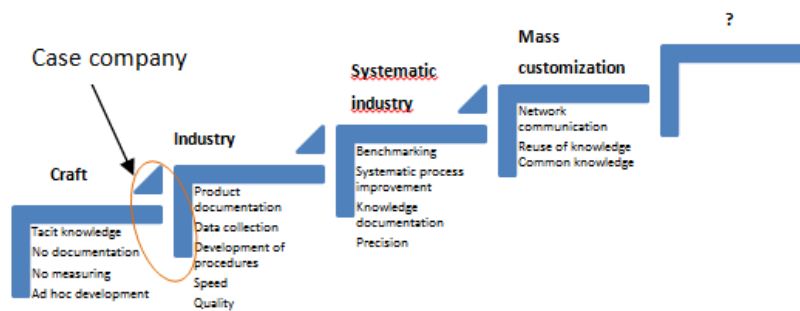 Case company
Craft
Tacit knowledge
No documentation
No measuring
Ad hoc development
Industry
Product
documentation
Data collection
Development of
procedures
Speed
Quality
Systematic
industry
Benchmarking
Systematic process
improvement
Knowledge
documentation
Precision
Mass
customization
Network
communication
Reuse of knowledge
Common knowledge
?